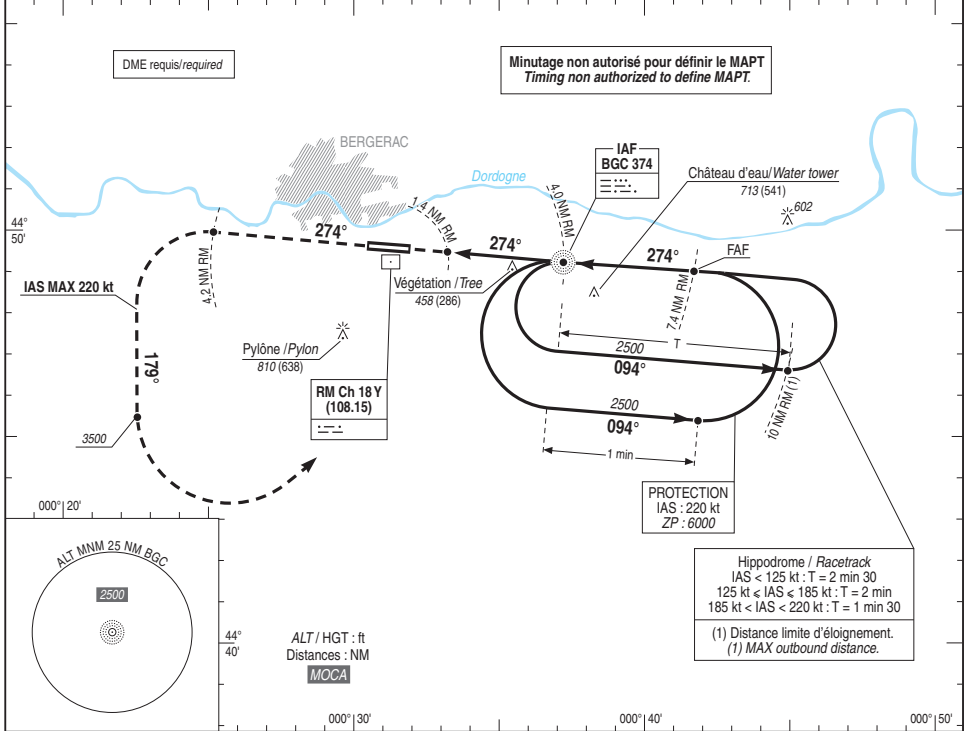 DME requis/required
Minutage non autorisé pour définir le MAPT
Timing non authorized to define MAPT.
BERGERAC
Dordogne
IAF
BGC 374
Château d'eau/Water tower
713 (541)
602
44°
50'
4.2 NM RM
274°
1.4 NM RM
274°
4.0 NM RM
274°
FAF
7.4 NM RM
IAS MAX 220 kt
Végétation / Tree
458 (286)
Pylône /Pylon
810 (638)
179°
RM Ch 18 Y
(108.15)
T
2500
094°
10 NM RM (1)
2500
094°
1 min
3500
PROTECTION
IAS : 220 kt
ZP : 6000
000° 20'
ALT MNM 25 NM BGC
2500
Hippodrome / Racetrack
IAS < 125 kt : T = 2 min 30
125 kt ⩽ IAS ⩽ 185 kt : T = 2 min
185 kt < IAS < 220 kt : T = 1 min 30
(1) Distance limite d'éloignement.
(1) MAX outbound distance.
44°
40'
ALT / HGT : ft
Distances : NM
MOCA
000° 30'
000° 40'
000° 50'